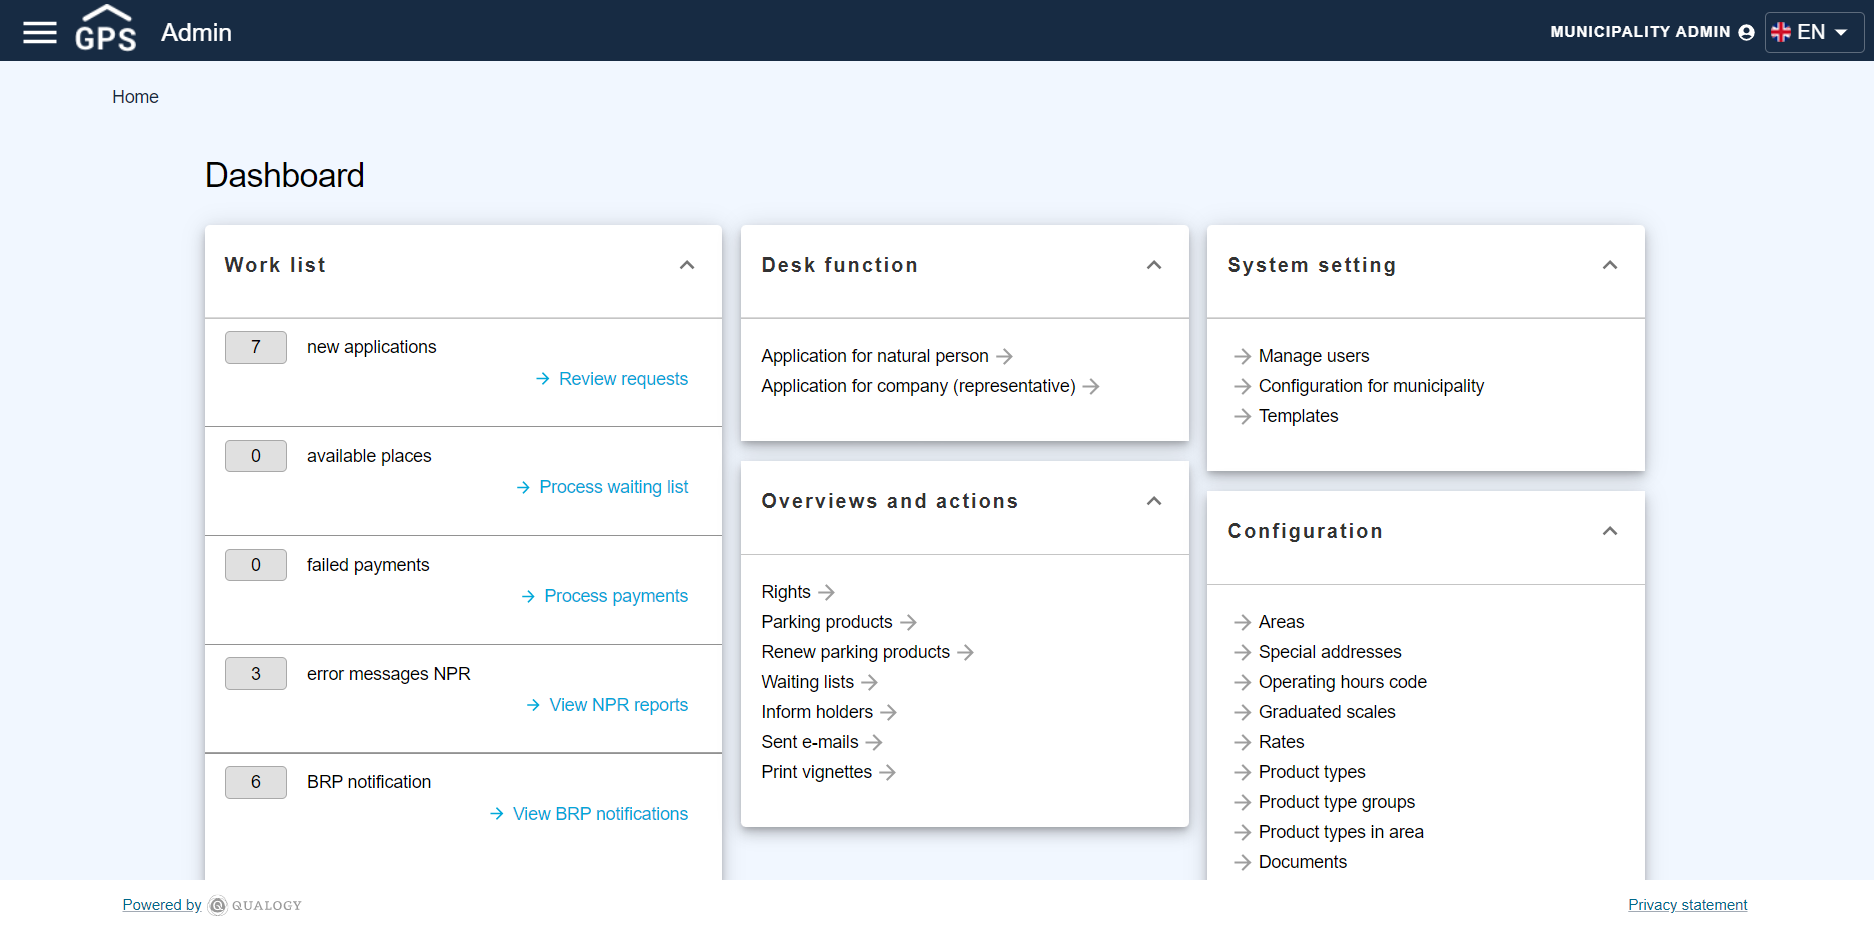 GPS Admin
MUNICIPALITY ADMIN
EN
Home
Dashboard
Work list
7 new applications
Review requests
0 available places
Process waiting list
0 failed payments
Process payments
3 error messages NPR
View NPR reports
6 BRP notification
View BRP notifications
Desk function
Application for natural person
Application for company (representative)
Overviews and actions
Rights
Parking products
Renew parking products
Waiting lists
Inform holders
Sent e-mails
Print vignettes
System setting
Manage users
Configuration for municipality
Templates
Configuration
Areas
Special addresses
Operating hours code
Graduated scales
Rates
Product types
Product type groups
Product types in area
Documents
Powered by QUALOGY
Privacy statement